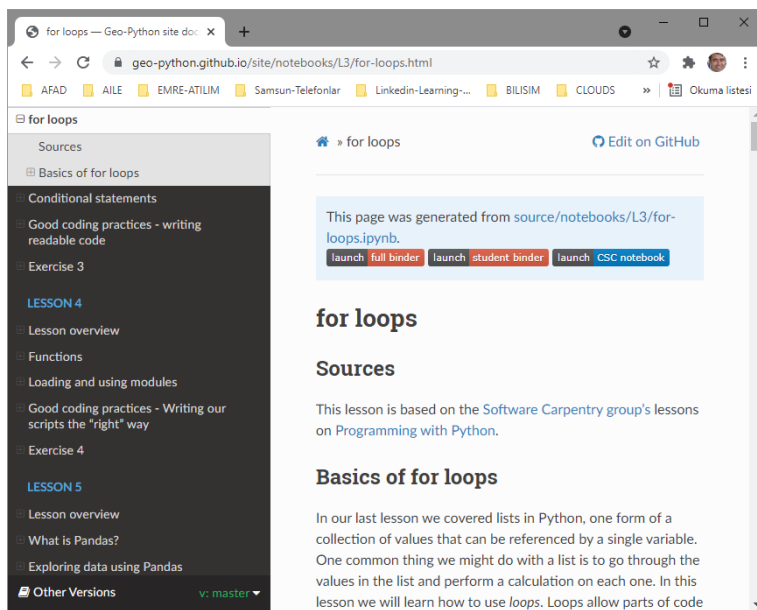 for loops — Geo-Python site doc
geo-python.github.io/site/notebooks/L3/for-loops.html
AFAD AILE EMRE-ATILIM Samsun-Telefonlar Linkedin-Learning-... BILISIM CLOUDS » Okuma listesi
for loops
Sources
Basics of for loops
Conditional statements
Good coding practices - writing
readable code
Exercise 3
LESSON 4
Lesson overview
Functions
Loading and using modules
Good coding practices - Writing our
scripts the “right” way
Exercise 4
LESSON 5
Lesson overview
What is Pandas?
Exploring data using Pandas
Other Versions v: master
» for loops Edit on GitHub
This page was generated from source/notebooks/L3/for-
loops.ipynb.
launch full binder launch student binder launch CSC notebook
for loops
Sources
This lesson is based on the Software Carpentry group’s lessons
on Programming with Python.
Basics of for loops
In our last lesson we covered lists in Python, one form of a
collection of values that can be referenced by a single variable.
One common thing we might do with a list is to go through the
values in the list and perform a calculation on each one. In this
lesson we will learn how to use loops. Loops allow parts of code